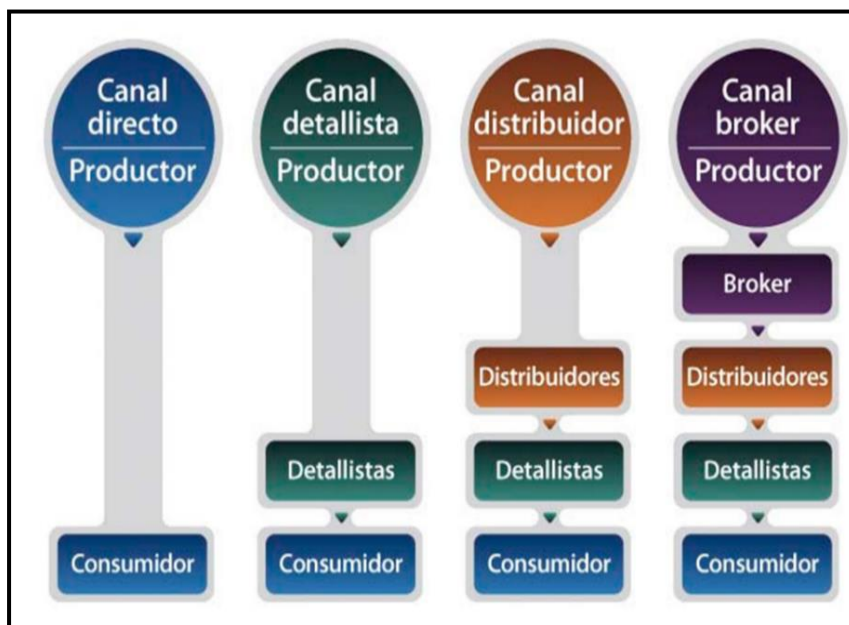 Canal
directo
Productor
Consumidor
Canal
detallista
Productor
Detallistas
Consumidor
Canal
distribuidor
Productor
Distribuidores
Detallistas
Consumidor
Canal
broker
Productor
Broker
Distribuidores
Detallistas
Consumidor